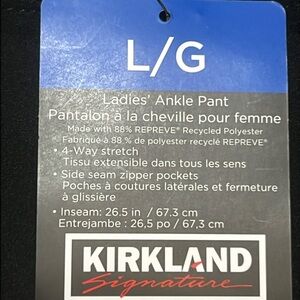 L/G
Ladies' Ankle Pant
Pantalon à la cheville pour femme
Made with 88% REPREVE® Recycled Polyester
Fabriqué à 88 % de polyester recyclé REPREVE®
• 4-Way stretch
Tissu extensible dans tous les sens
• Side seam zipper pockets
Poches à coutures latérales et fermeture
à glissière
• Inseam: 26.5 in / 67.3 cm
Entrejambe : 26,5 po / 67,3 cm
KIRKLAND
Signature